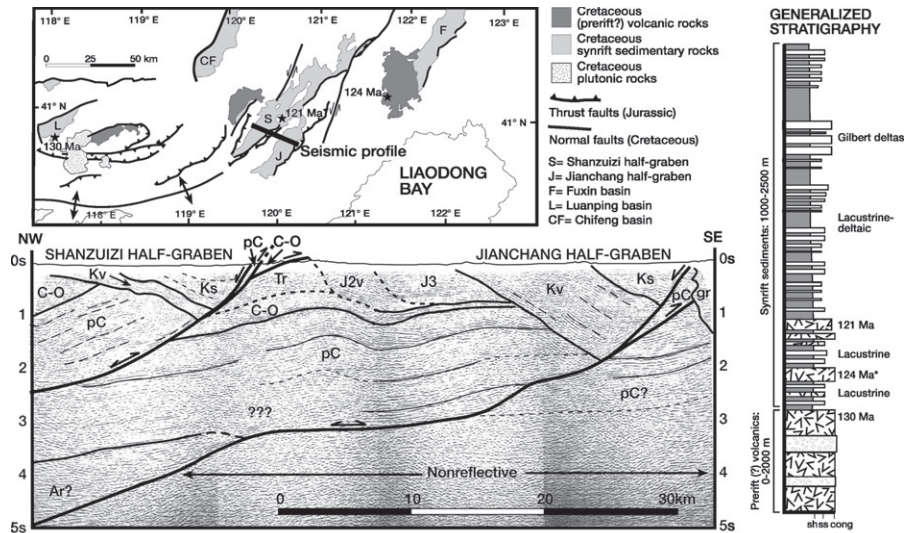 118° E
119° E
120° E
121° E
122° E
123° E
0 25 50 km
41° N
41° N
CF
F
124 Ma
121 Ma
S
L
130 Ma
J
Seismic profile
LIAODONG
BAY
118° E
119° E
120° E
121° E
122° E
Cretaceous
(prerift?) volcanic
rocks
Cretaceous
synrift sedimentary
rocks
Cretaceous
plutonic rocks
Thrust faults (Jurassic)
Normal faults (Cretaceous)
S= Shanzuizi half-graben
J= Jianchang half-graben
F= Fuxin basin
L= Luanping basin
CF= Chifeng basin
NW
SE
SHANZUIZI HALF-GRABEN
pC C-O
JIANCHANG HALF-GRABEN
0s
0s
Kv
Ks
Tr
J2v
J3
Kv
Ks
C-O
pC
gr
1
C-O
1
pC
pC
2
2
pC?
???
3
3
4
Nonreflective
4
Ar?
0 10 20 30km
5s
5s
GENERALIZED
STRATIGRAPHY
Synrift sediments: 1000-2500 m
Gilbert deltas
Lacustrine-
deltaic
121 Ma
Lacustrine
124 Ma*
Lacustrine
130 Ma
Prerift (?) volcanics:
0-2000 m
sh ss cong